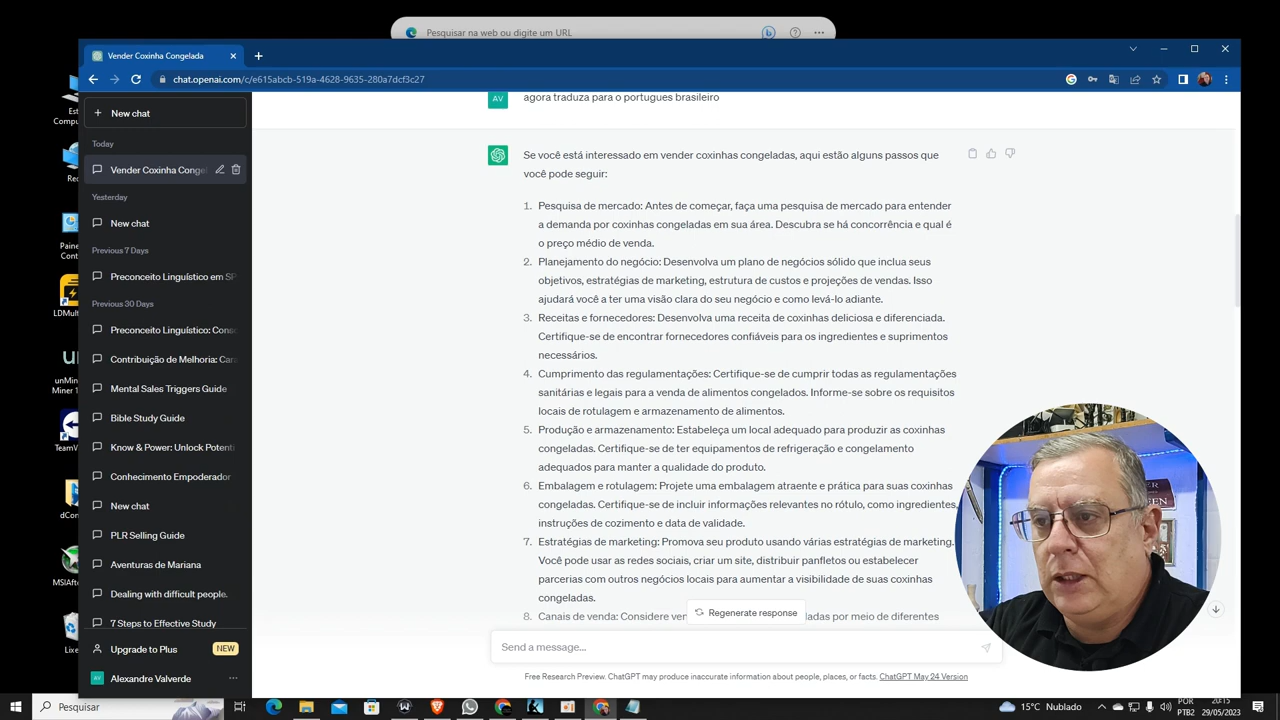 Pesquisar na web ou digite um URL
Vender Coxinha Congelada
chat.openai.com/c/e615abcb-519a-4628-9635-280a7dcf3c27
New chat
Today
Vender Coxinha Congel
Yesterday
New chat
Previous 7 Days
Preconceito Linguístico em SP
Previous 30 Days
Preconceito Linguístico: Conse
Contribuição de Melhoria: Cara
Mental Sales Triggers Guide
Bible Study Guide
Know & Power: Unlock Potenti
Conhecimento Empoderador
New chat
PLR Selling Guide
Aventuras de Mariana
Dealing with difficult people.
7 Steps to Effective Study
Upgrade to Plus NEW
AV Alexandre Valverde
AV agora traduza para o portugues brasileiro
Se você está interessado em vender coxinhas congeladas, aqui estão alguns passos que
você pode seguir:
1. Pesquisa de mercado: Antes de começar, faça uma pesquisa de mercado para entender
a demanda por coxinhas congeladas em sua área. Descubra se há concorrência e qual é
o preço médio de venda.
2. Planejamento do negócio: Desenvolva um plano de negócios sólido que inclua seus
objetivos, estratégias de marketing, estrutura de custos e projeções de vendas. Isso
ajudará você a ter uma visão clara do seu negócio e como levá-lo adiante.
3. Receitas e fornecedores: Desenvolva uma receita de coxinhas deliciosa e diferenciada.
Certifique-se de encontrar fornecedores confiáveis para os ingredientes e suprimentos
necessários.
4. Cumprimento das regulamentações: Certifique-se de cumprir todas as regulamentações
sanitárias e legais para a venda de alimentos congelados. Informe-se sobre os requisitos
locais de rotulagem e armazenamento de alimentos.
5. Produção e armazenamento: Estabeleça um local adequado para produzir as coxinhas
congeladas. Certifique-se de ter equipamentos de refrigeração e congelamento
adequados para manter a qualidade do produto.
6. Embalagem e rotulagem: Projete uma embalagem atraente e prática para suas coxinhas
congeladas. Certifique-se de incluir informações relevantes no rótulo, como ingredientes,
instruções de cozimento e data de validade.
7. Estratégias de marketing: Promova seu produto usando várias estratégias de marketing.
Você pode usar as redes sociais, criar um site, distribuir panfletos ou estabelecer
parcerias com outros negócios locais para aumentar a visibilidade de suas coxinhas
congeladas.
8. Canais de venda: Considere ven ladas por meio de diferentes
Regenerate response
Send a message...
Free Research Preview. ChatGPT may produce inaccurate information about people, places, or facts. ChatGPT May 24 Version
Pesquisar
15°C Nublado
POR
PTB2
20:15
29/05/2023